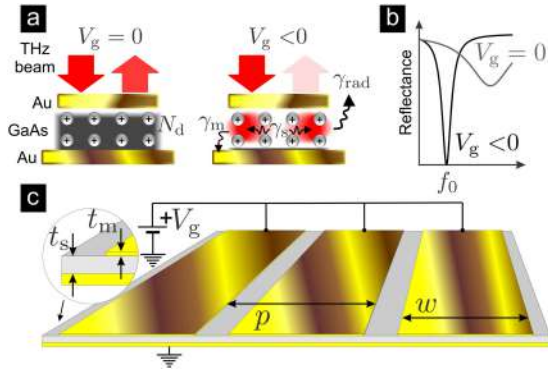 a
THz
beam
V_g = 0
V_g < 0
Au
GaAs
Au
N_d
γ_m
γ_s
γ_rad
b
Reflectance
V_g = 0
V_g < 0
f_0
c
t_s
t_m
+V_g
p
w